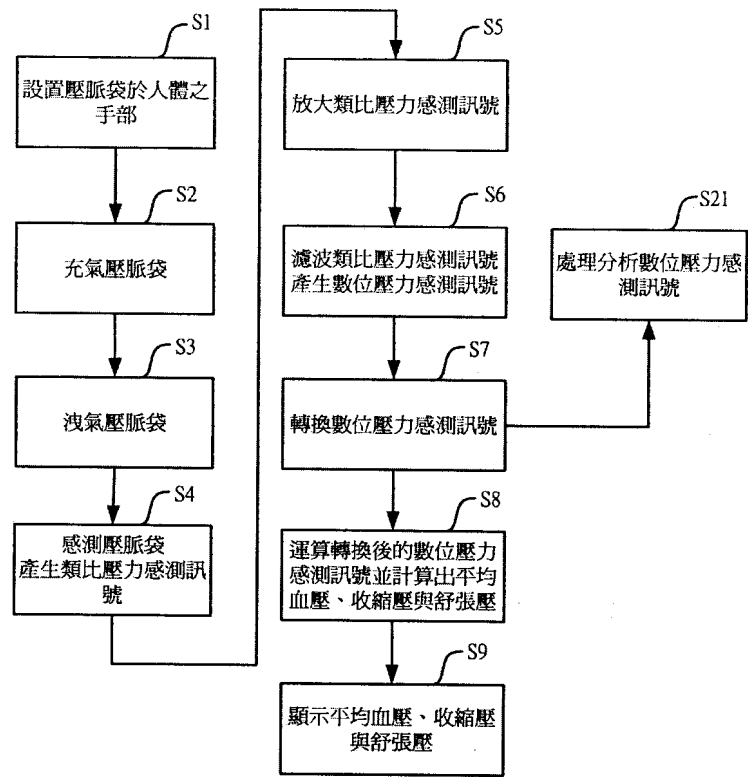 S1
設置壓脈袋於人體之
手部
S2
充氣壓脈袋
S3
洩氣壓脈袋
S4
感測壓脈袋
產生類比壓力感測訊
號
S5
放大類比壓力感測訊號
S6
濾波類比壓力感測訊號
產生數位壓力感測訊號
S7
轉換數位壓力感測訊號
S8
運算轉換後的數位壓力
感測訊號並計算出平均
血壓、收縮壓與舒張壓
S9
顯示平均血壓、收縮壓
與舒張壓
S21
處理分析數位壓力感
測訊號